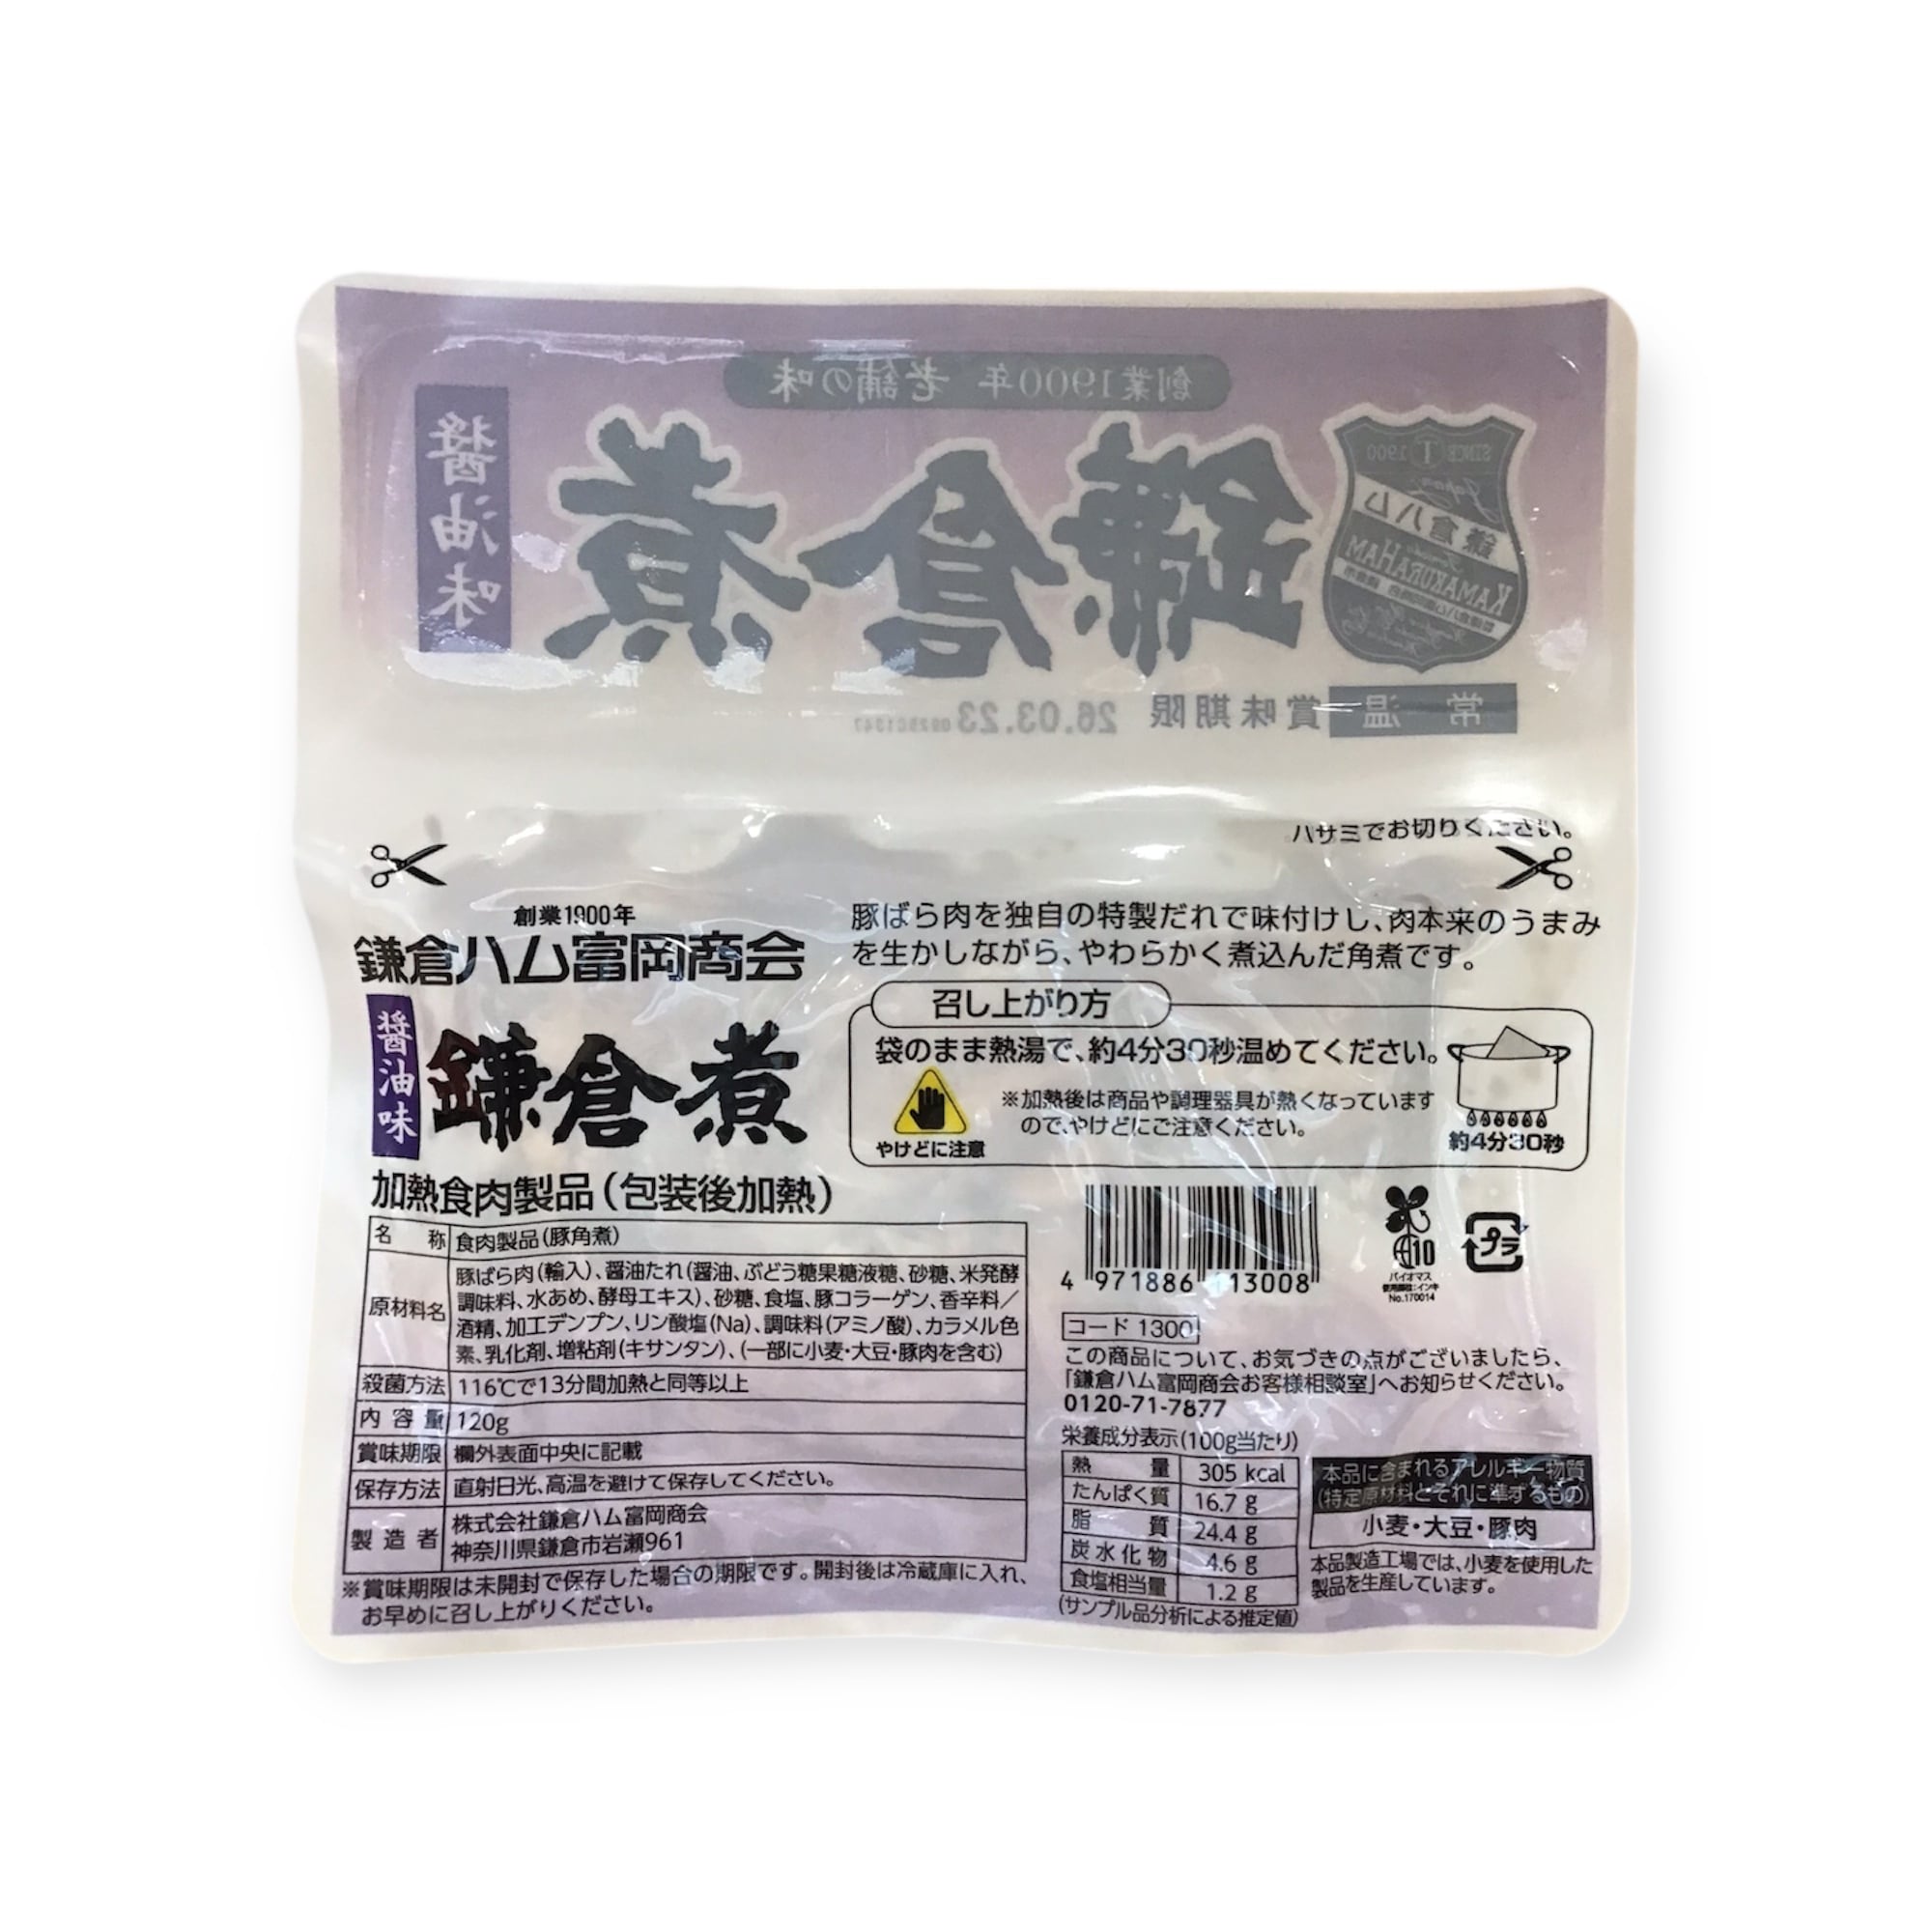 創業1900年 老舗の味
醤油味
鎌倉煮
SINCE 1900
鎌倉ハム
KAMAKURA HAM
常温
賞味期限 26.03.23
ハサミでお切りください。
創業1900年
鎌倉ハム富岡商会
醤油味
鎌倉煮
豚ばら肉を独自の特製だれで味付けし、肉本来のうまみ
を生かしながら、やわらかく煮込んだ角煮です。
召し上がり方
袋のまま熱湯で、約4分30秒温めてください。
※加熱後は商品や調理器具が熱くなっています
ので、やけどにご注意ください。
やけどに注意
約4分30秒
加熱食肉製品(包装後加熱)
名称 食肉製品(豚角煮)
原材料名 豚ばら肉(輸入)、醤油たれ(醤油、ぶどう糖果糖液糖、砂糖、米発酵
調味料、水あめ、酵母エキス)、砂糖、食塩、豚コラーゲン、香辛料/
酒精、加工デンプン、リン酸塩(Na)、調味料(アミノ酸)、カラメル色
素、乳化剤、増粘剤(キサンタン)、(一部に小麦・大豆・豚肉を含む)
殺菌方法 116℃で13分間加熱と同等以上
内容量 120g
賞味期限 欄外表面中央に記載
保存方法 直射日光、高温を避けて保存してください。
製造者 株式会社鎌倉ハム富岡商会
神奈川県鎌倉市岩瀬961
※賞味期限は未開封で保存した場合の期限です。開封後は冷蔵庫に入れ、
お早めに召し上がりください。
4 971886 413008
10
バイオマス
使用部位:インキ
No.170014
プラ
コード 1300
この商品について、お気づきの点がございましたら、
「鎌倉ハム富岡商会お客様相談室」へお知らせください。
0120-71-7877
栄養成分表示(100g当たり)
熱量 305 kcal
たんぱく質 16.7 g
脂質 24.4 g
炭水化物 4.6 g
食塩相当量 1.2 g
(サンプル品分析による推定値)
本品に含まれるアレルギー物質
(特定原材料とそれに準ずるもの)
小麦・大豆・豚肉
本品製造工場では、小麦を使用した
製品を生産しています。